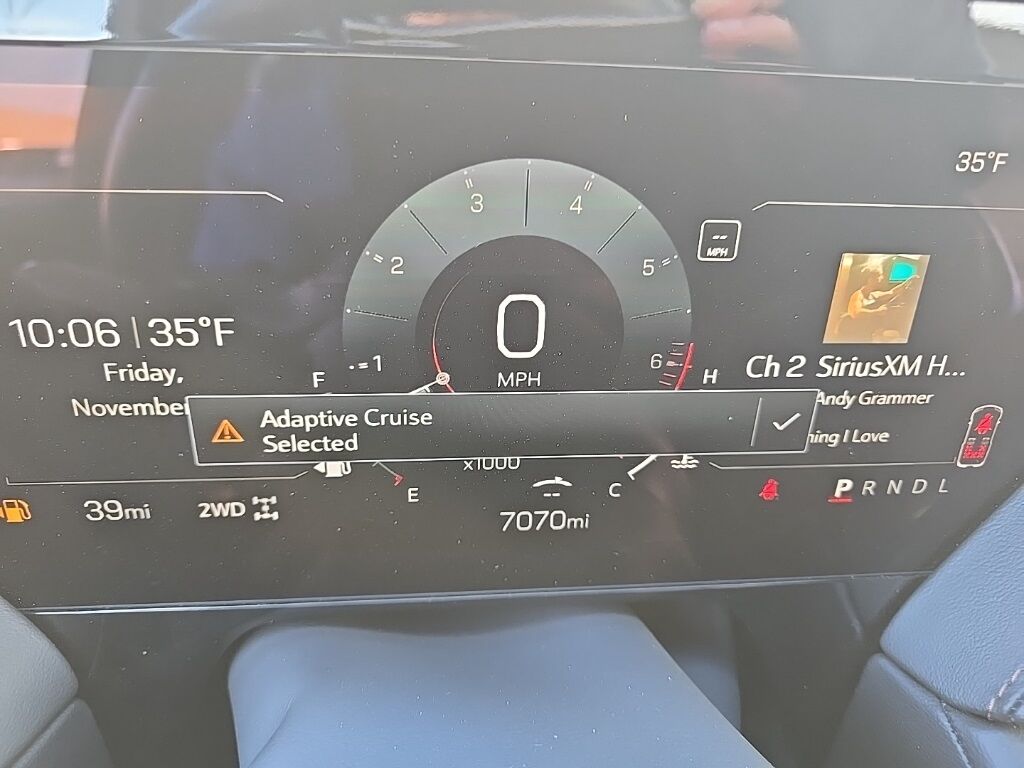 35°F
3
4
2
5
-- MPH
10:06 | 35°F
0
1
6
Friday,
MPH
F
H
Ch 2 SiriusXM H...
November
Adaptive Cruise
Selected
Andy Grammer
I Love
x1000
E
C
39mi
2WD
--
P R N D L
7070mi